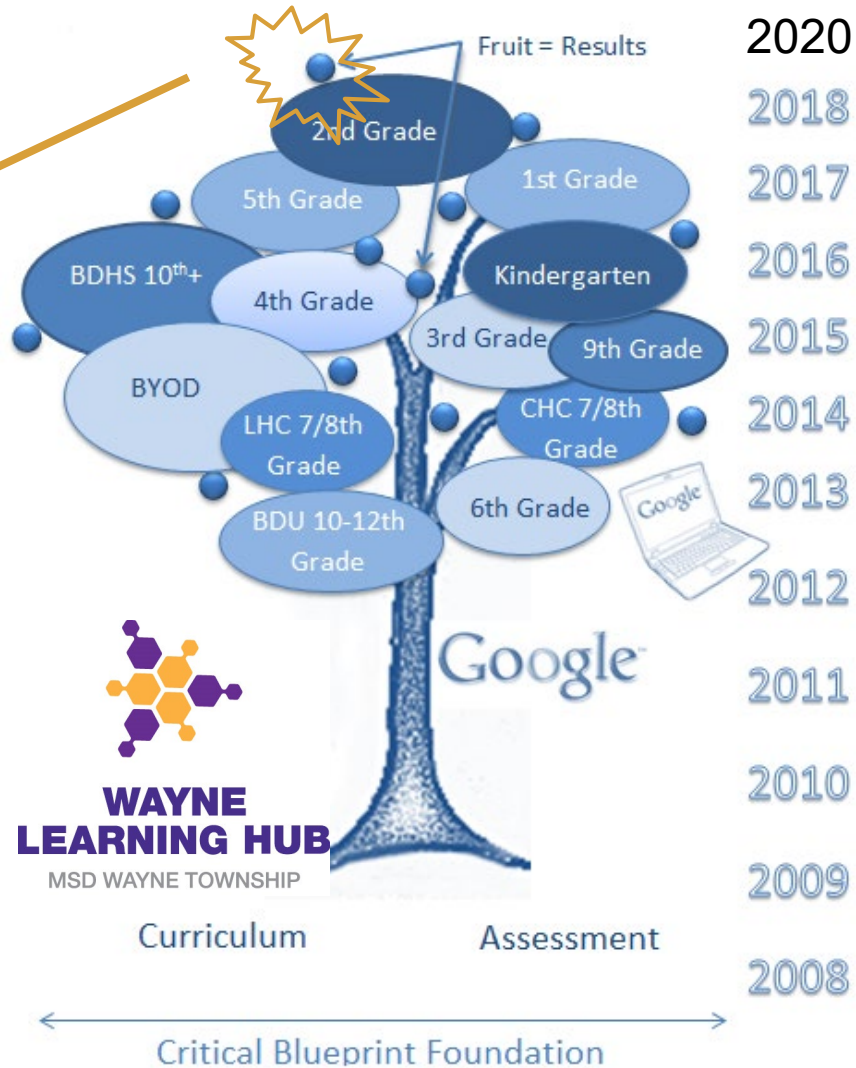 2020
Fruit = Results
2018
2nd Grade
2017
1st Grade
5th Grade
2016
BDHS 10th+
Kindergarten
4th Grade
2015
3rd Grade
9th Grade
BYOD
2014
CHC 7/8th
Grade
LHC 7/8th
Grade
2013
Google
6th Grade
BDU 10-12th
Grade
2012
Google™
2011
2010
WAYNE
LEARNING HUB
MSD WAYNE TOWNSHIP
2009
Curriculum
Assessment
2008
Critical Blueprint Foundation